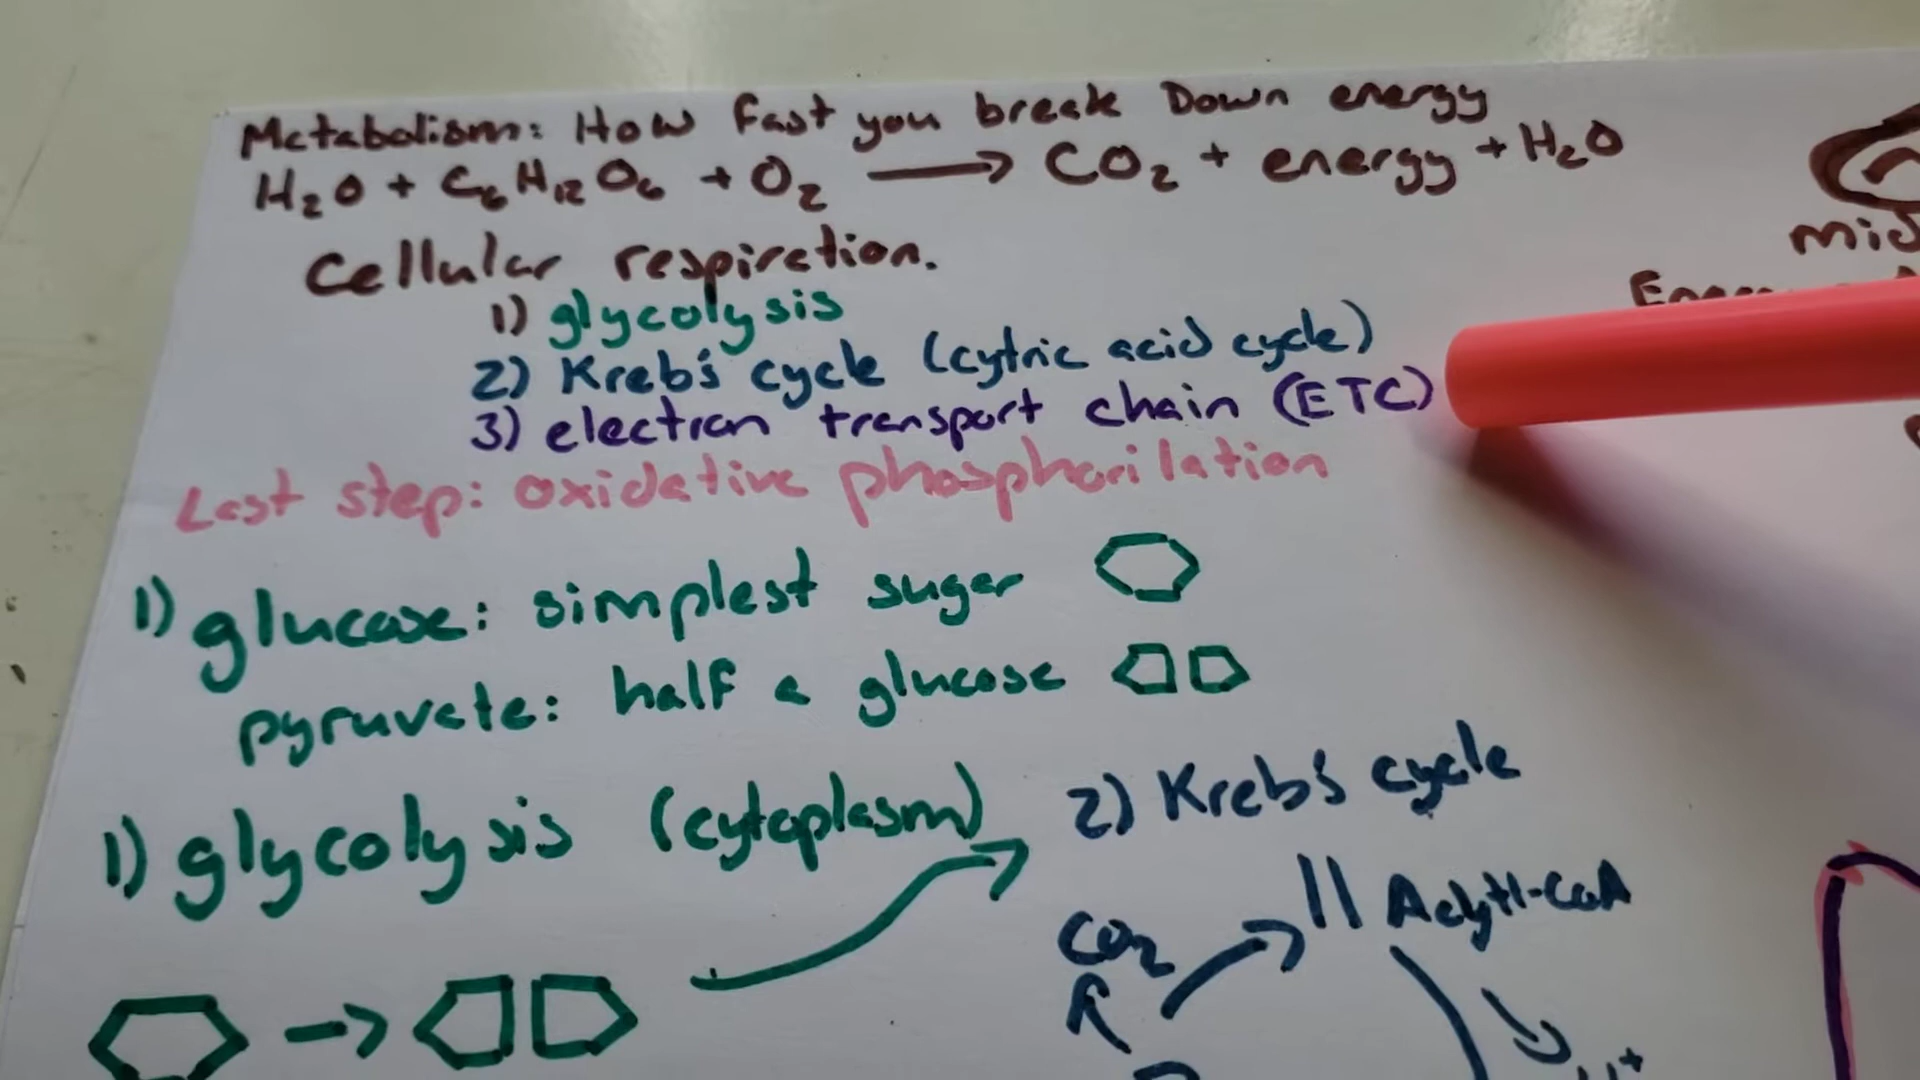 Metabolism: How fast you break Down energy
H₂O + C₆H₁₂O₆ + O₂ → CO₂ + energy + H₂O
Cellular respiration.
1) glycolysis
2) Kreb's cycle (cytric acid cycle)
3) electron transport chain (ETC)
Last step: oxidative phosphorilation
1) glucose: simplest sugar
pyruvate: half a glucose
1) glycolysis (cytoplasm)
2) Kreb's cycle
CO₂
|| Aclytl-CoA